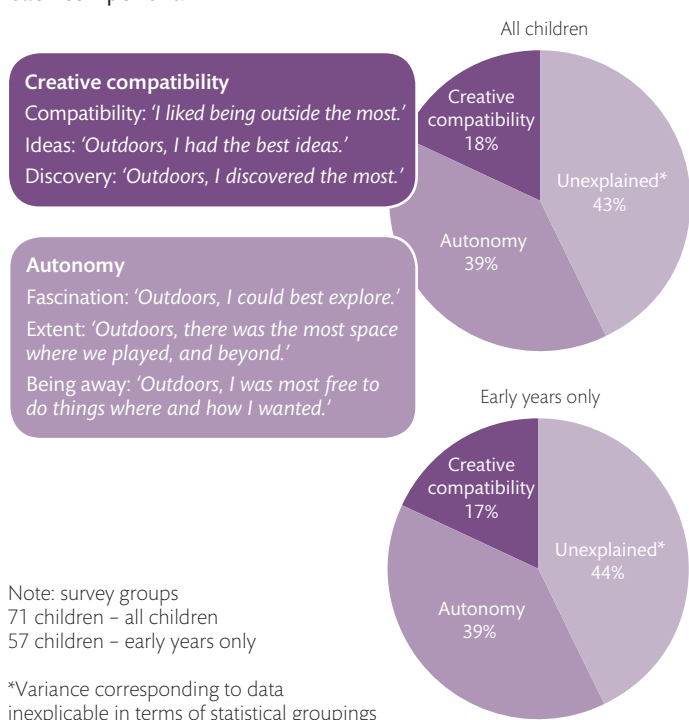 All children
Creative compatibility
Compatibility: ‘I liked being outside the most.’
Ideas: ‘Outdoors, I had the best ideas.’
Discovery: ‘Outdoors, I discovered the most.’
Creative
compatibility
18%
Unexplained*
43%
Autonomy
39%
Autonomy
Fascination: ‘Outdoors, I could best explore.’
Extent: ‘Outdoors, there was the most space
where we played, and beyond.’
Being away: ‘Outdoors, I was most free to
do things where and how I wanted.’
Early years only
Creative
compatibility
17%
Unexplained*
44%
Autonomy
39%
Note: survey groups
71 children – all children
57 children – early years only
*Variance corresponding to data
inexplicable in terms of statistical groupings